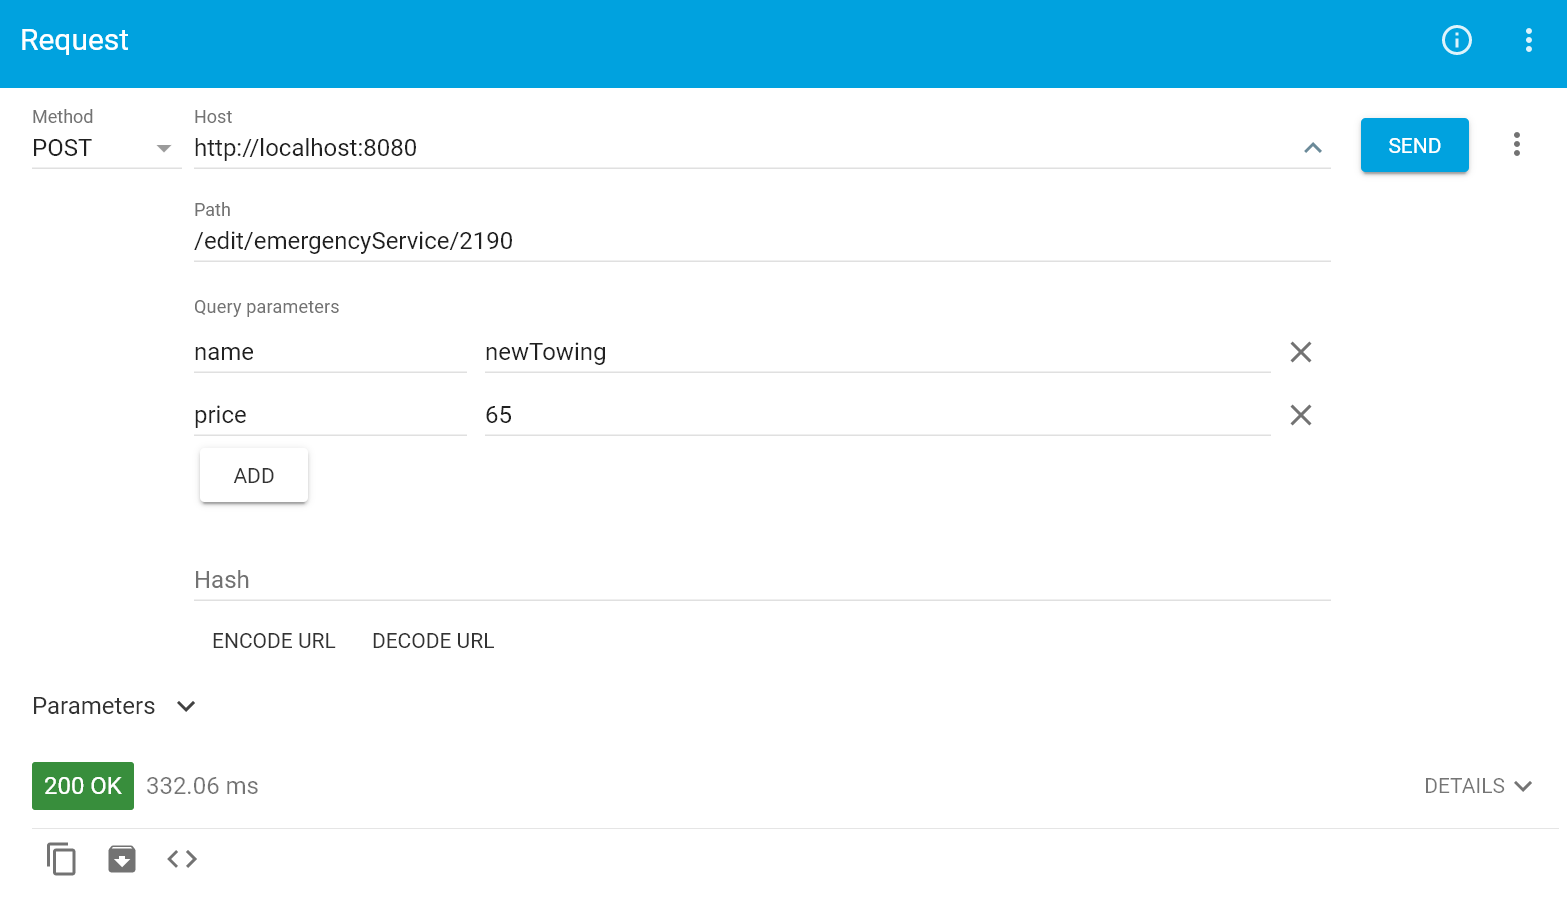 Request
Method
Host
POST
http://localhost:8080
SEND
Path
/edit/emergencyService/2190
Query parameters
name
newTowing
price
65
ADD
Hash
ENCODE URL
DECODE URL
Parameters
200 OK
332.06 ms
DETAILS